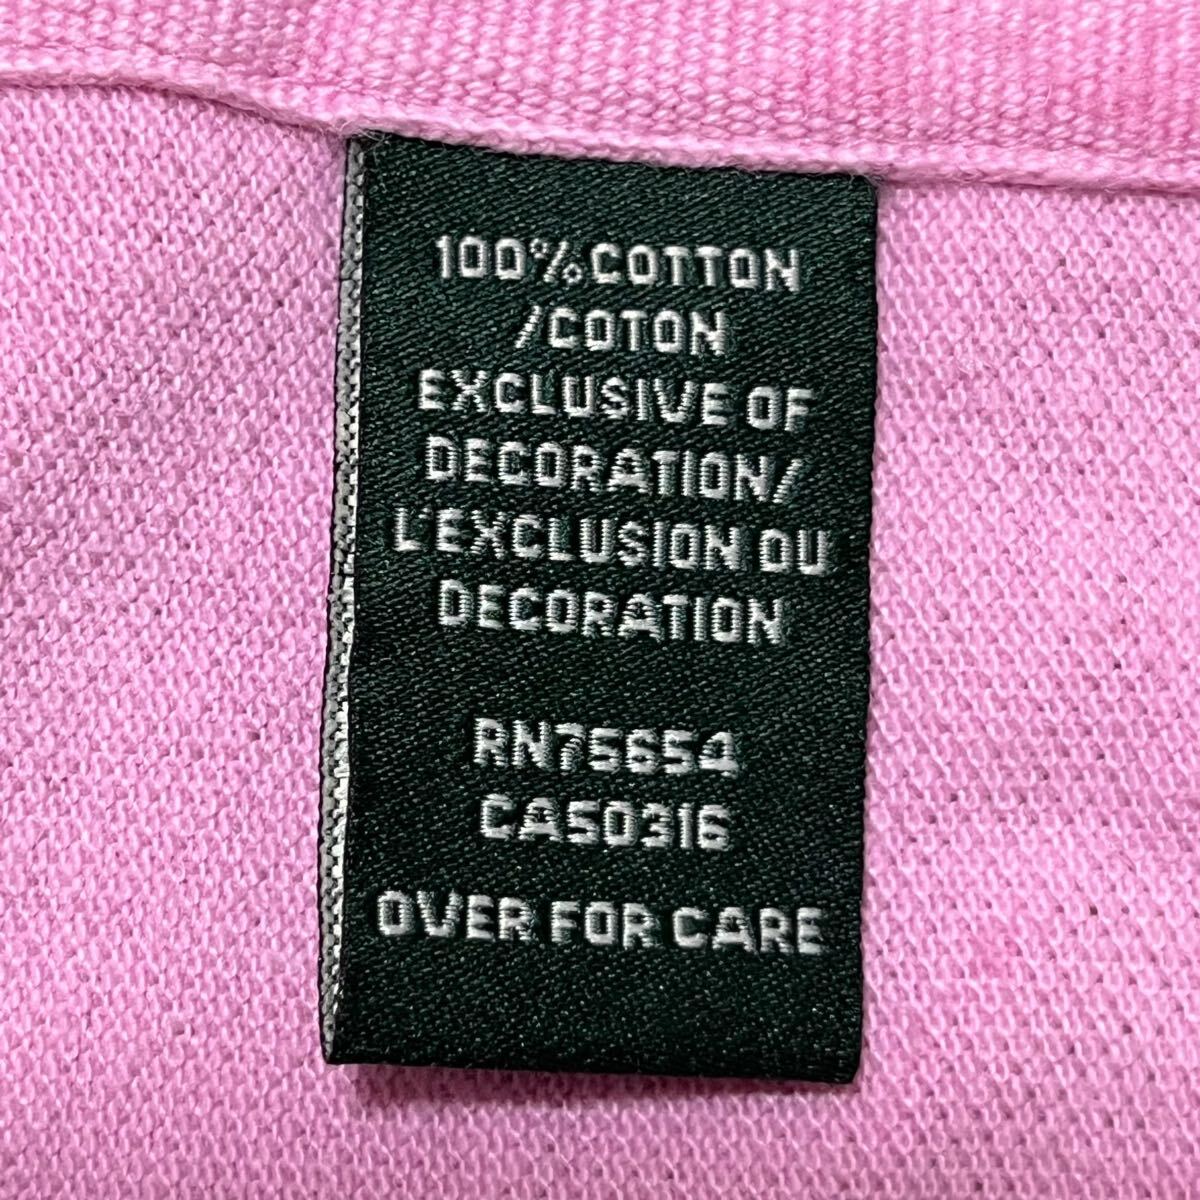 100% COTTON
/COTON
EXCLUSIVE OF
DECORATION/
L'EXCLUSION OU
DECORATION
RN75654
CA50316
OVER FOR CARE